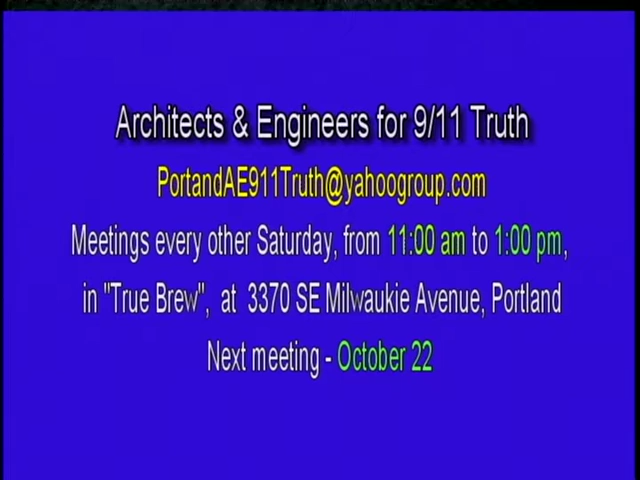 Architects & Engineers for 9/11 Truth
PortandAE911Truth@yahoogroup.com
Meetings every other Saturday, from 11:00 am to 1:00 pm,
in "True Brew", at 3370 SE Milwaukie Avenue, Portland
Next meeting - October 22